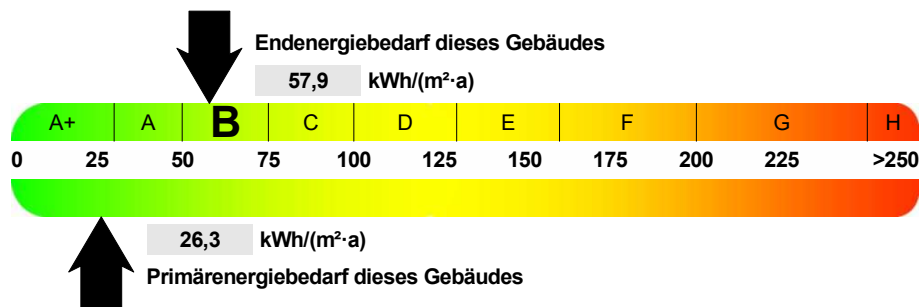 Endenergiebedarf dieses Gebäudes
57,9 kWh/(m²·a)
A+ A B C D E F G H
0 25 50 75 100 125 150 175 200 225 >250
26,3 kWh/(m²·a)
Primärenergiebedarf dieses Gebäudes